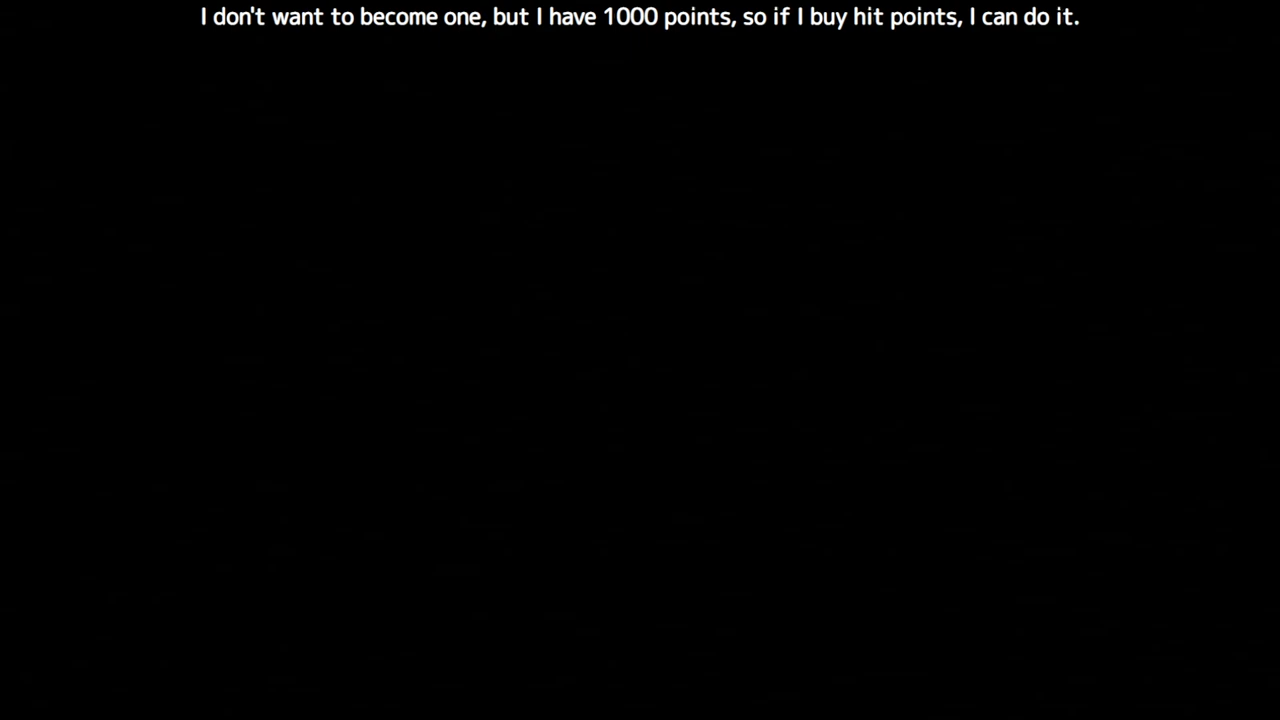 I don't want to become one, but I have 1000 points, so if I buy hit points, I can do it.